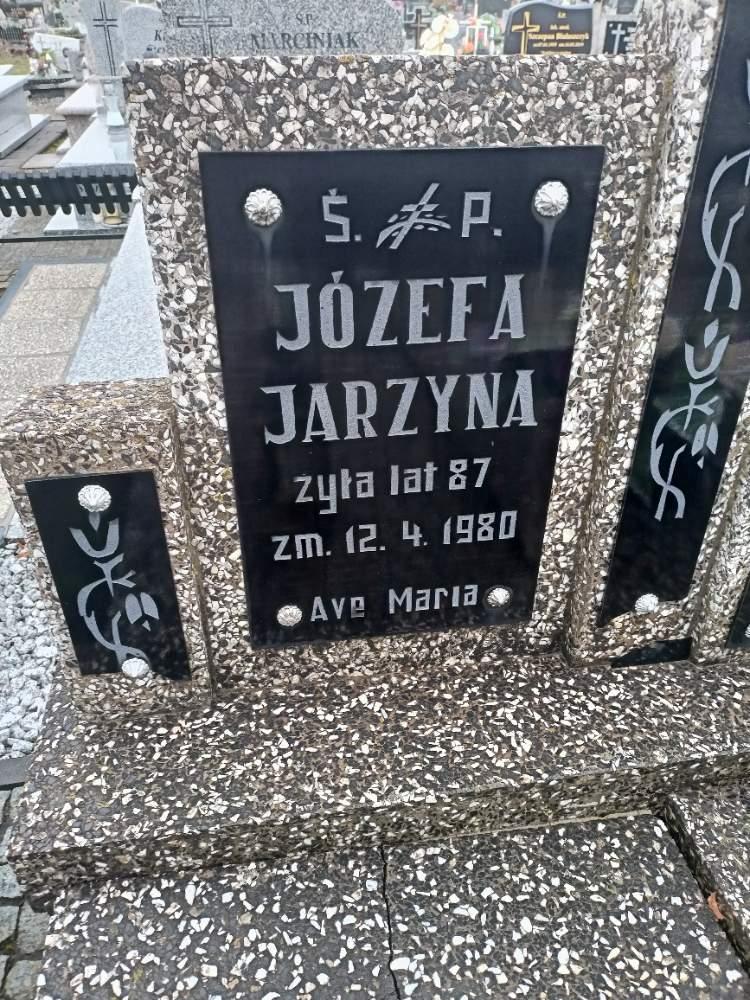 Ś.P.
MARCINIAK
Ś. P.
JÓZEFA
JARZYNA
żyła lat 87
zm. 12. 4. 1980
Ave Maria